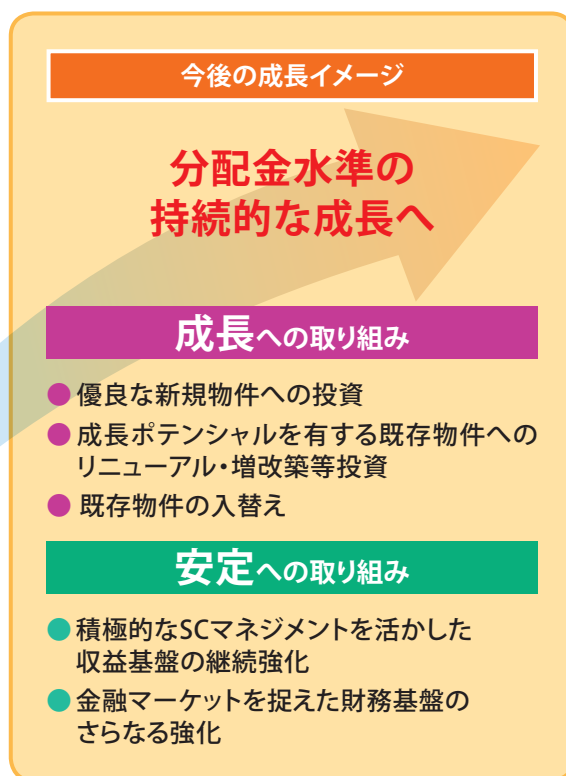 今後の成長イメージ
分配金水準の
持続的な成長へ
成長への取り組み
● 優良な新規物件への投資
● 成長ポテンシャルを有する既存物件への
リニューアル・増改築等投資
● 既存物件の入替え
安定への取り組み
● 積極的なSCマネジメントを活かした
収益基盤の継続強化
● 金融マーケットを捉えた財務基盤の
さらなる強化